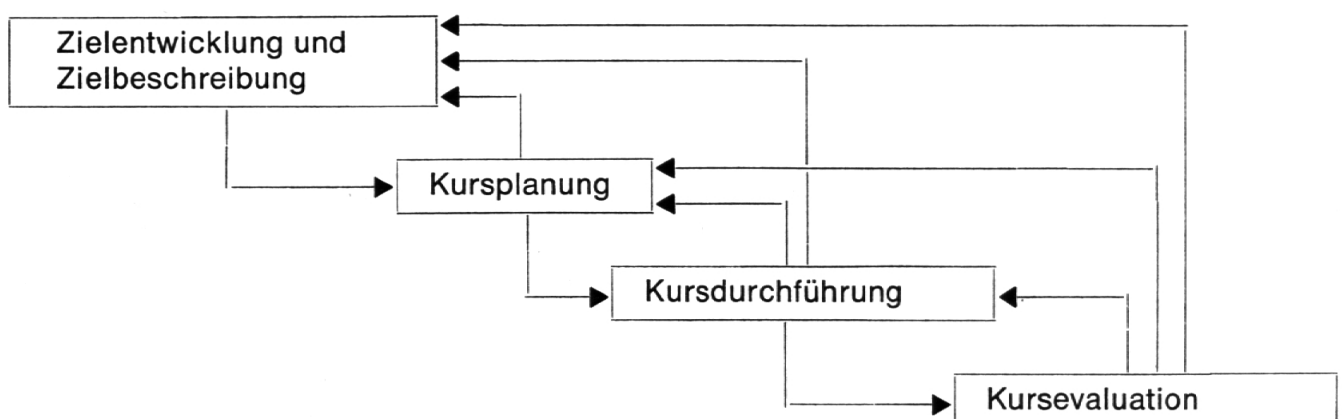 Zielentwicklung und
Zielbeschreibung
Kursplanung
Kursdurchführung
Kursevaluation